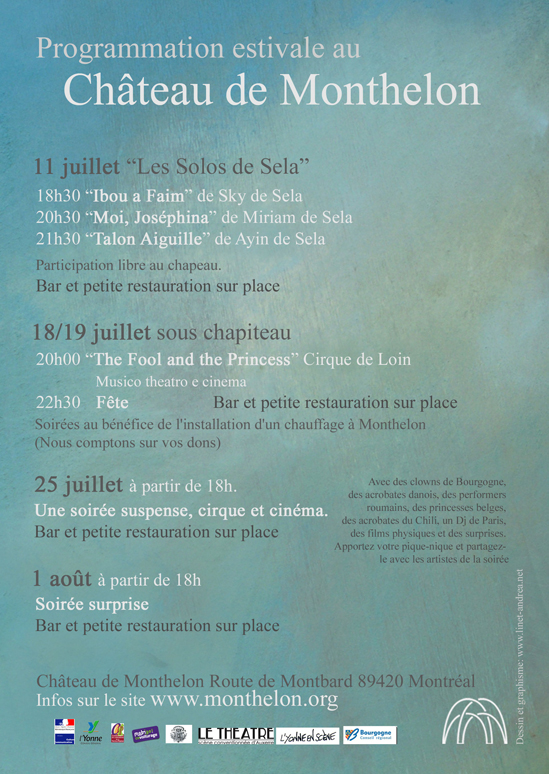 Programmation estivale au
Château de Monthelon
11 juillet “Les Solos de Sela”
18h30 “Ibou a Faim” de Sky de Sela
20h30 “Moi, Joséphina” de Miriam de Sela
21h30 “Talon Aiguille” de Ayin de Sela
Participation libre au chapeau.
Bar et petite restauration sur place
18/19 juillet sous chapiteau
20h00 “The Fool and the Princess” Cirque de Loin
Musico theatro e cinema
22h30 Fête Bar et petite restauration sur place
Soirées au bénéfice de l'installation d'un chauffage à Monthelon
(Nous comptons sur vos dons)
25 juillet à partir de 18h.
Une soirée suspense, cirque et cinéma.
Bar et petite restauration sur place
Avec des clowns de Bourgogne,
des acrobates danois, des performers
roumains, des princesses belges,
des acrobates du Chili, un Dj de Paris,
des films physiques et des surprises.
Apportez votre pique-nique et partagez-
le avec les artistes de la soirée
1 août à partir de 18h
Soirée surprise
Bar et petite restauration sur place
Château de Monthelon Route de Montbard 89420 Montréal
Infos sur le site www.monthelon.org
Dessin et graphisme: www.linet-andrea.net
l'Yonne
LE THEATRE
L'YONNE EN SCÈNE
Bourgogne
Conseil régional